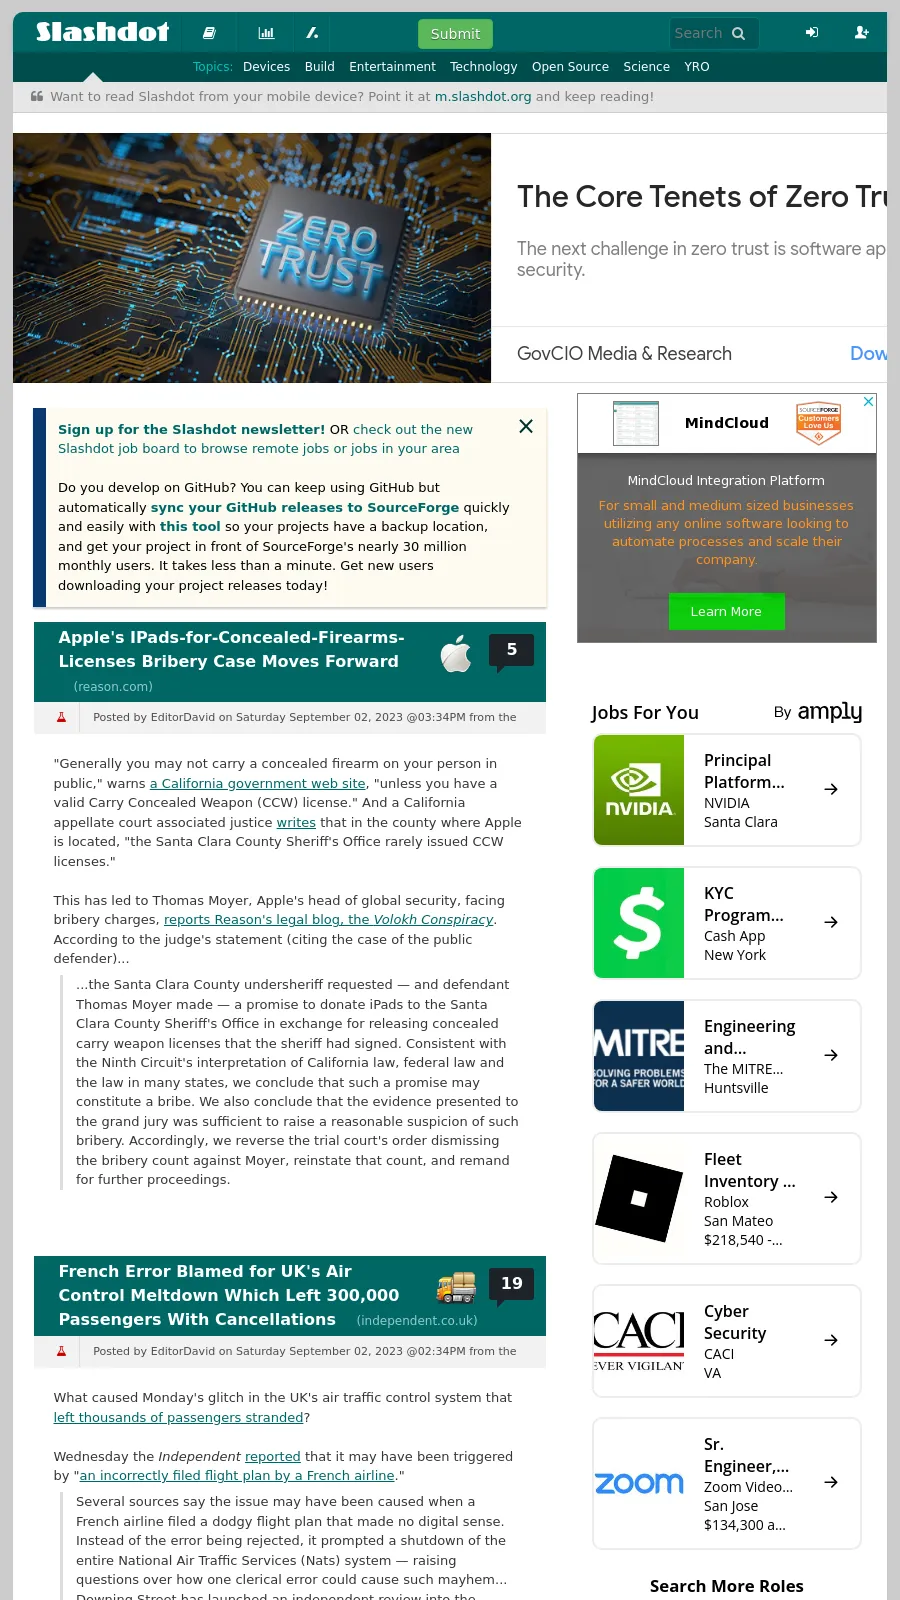 Slashdot
Submit
Search
Topics: Devices Build Entertainment Technology Open Source Science YRO
Want to read Slashdot from your mobile device? Point it at m.slashdot.org and keep reading!
ZERO
TRUST
The Core Tenets of Zero Tru
The next challenge in zero trust is software ap
security.
GovCIO Media & Research
Dow
Sign up for the Slashdot newsletter! OR check out the new
Slashdot job board to browse remote jobs or jobs in your area
Do you develop on GitHub? You can keep using GitHub but
automatically sync your GitHub releases to SourceForge quickly
and easily with this tool so your projects have a backup location,
and get your project in front of SourceForge's nearly 30 million
monthly users. It takes less than a minute. Get new users
downloading your project releases today!
Apple's IPads-for-Concealed-Firearms-
Licenses Bribery Case Moves Forward
5
(reason.com)
Posted by EditorDavid on Saturday September 02, 2023 @03:34PM from the
"Generally you may not carry a concealed firearm on your person in
public," warns a California government web site, "unless you have a
valid Carry Concealed Weapon (CCW) license." And a California
appellate court associated justice writes that in the county where Apple
is located, "the Santa Clara County Sheriff's Office rarely issued CCW
licenses."
This has led to Thomas Moyer, Apple's head of global security, facing
bribery charges, reports Reason's legal blog, the Volokh Conspiracy.
According to the judge's statement (citing the case of the public
defender)...
...the Santa Clara County undersheriff requested — and defendant
Thomas Moyer made — a promise to donate iPads to the Santa
Clara County Sheriff's Office in exchange for releasing concealed
carry weapon licenses that the sheriff had signed. Consistent with
the Ninth Circuit's interpretation of California law, federal law and
the law in many states, we conclude that such a promise may
constitute a bribe. We also conclude that the evidence presented to
the grand jury was sufficient to raise a reasonable suspicion of such
bribery. Accordingly, we reverse the trial court's order dismissing
the bribery count against Moyer, reinstate that count, and remand
for further proceedings.
French Error Blamed for UK's Air
Control Meltdown Which Left 300,000
Passengers With Cancellations (independent.co.uk)
19
Posted by EditorDavid on Saturday September 02, 2023 @02:34PM from the
What caused Monday's glitch in the UK's air traffic control system that
left thousands of passengers stranded?
Wednesday the Independent reported that it may have been triggered
by "an incorrectly filed flight plan by a French airline."
Several sources say the issue may have been caused when a
French airline filed a dodgy flight plan that made no digital sense.
Instead of the error being rejected, it prompted a shutdown of the
entire National Air Traffic Services (Nats) system — raising
questions over how one clerical error could cause such mayhem...
Downing Street has launched an independent review into the
MindCloud
SOURCEFORGE
Customers
Love Us
MindCloud Integration Platform
For small and medium sized businesses
utilizing any online software looking to
automate processes and scale their
company.
Learn More
Jobs For You
By amply
NVIDIA
Principal
Platform...
NVIDIA
Santa Clara
KYC
Program...
Cash App
New York
MITRE
SOLVING PROBLEMS
FOR A SAFER WORLD
Engineering
and...
The MITRE...
Huntsville
Fleet
Inventory ...
Roblox
San Mateo
$218,540 -...
CACI
EVER VIGILANT
Cyber
Security
CACI
VA
zoom
Sr.
Engineer,...
Zoom Video...
San Jose
$134,300 a...
Search More Roles